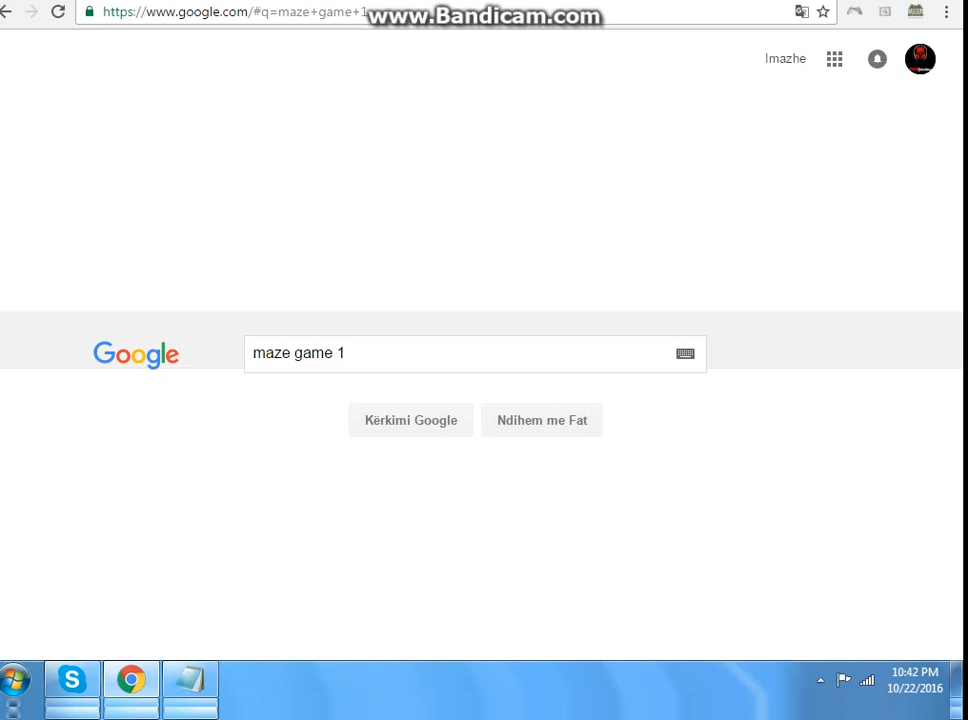 https://www.google.com/#q=maze+game+1
www.Bandicam.com
Imazhe
Google
maze game 1
Kërkimi Google
Ndihem me Fat
10:42 PM
10/22/2016